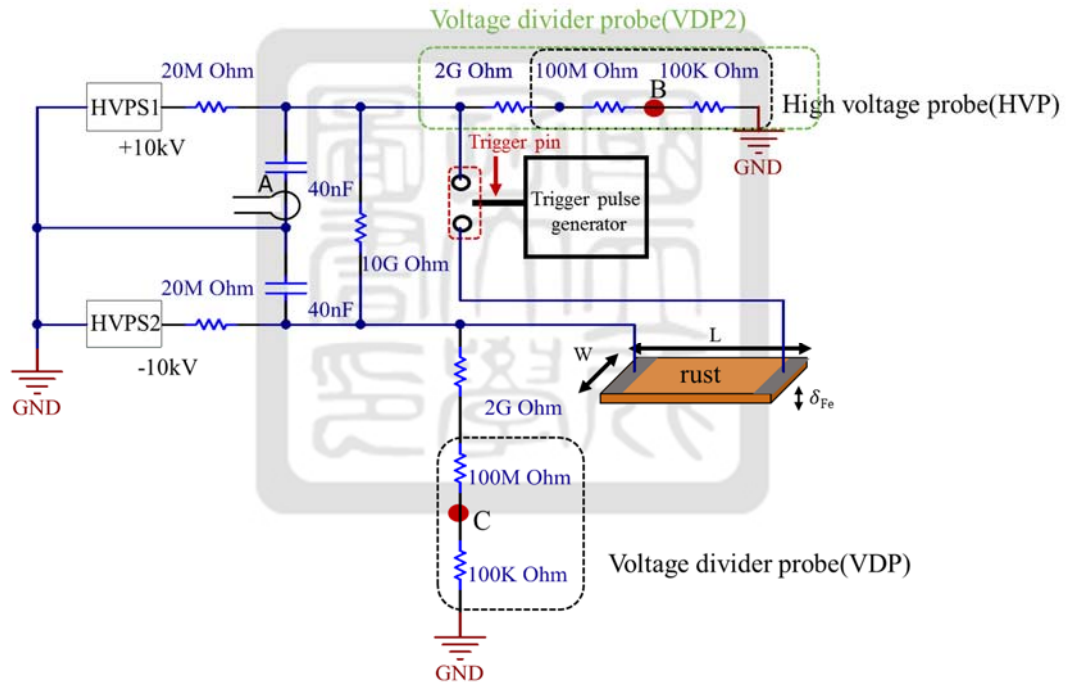 Voltage divider probe(VDP2)
20M Ohm
2G Ohm
100M Ohm
100K Ohm
HVPS1
B
High voltage probe(HVP)
+10kV
Trigger pin
GND
A
40nF
Trigger pulse
generator
10G Ohm
20M Ohm
40nF
HVPS2
-10kV
W
L
rust
δFe
GND
2G Ohm
100M Ohm
C
Voltage divider probe(VDP)
100K Ohm
GND